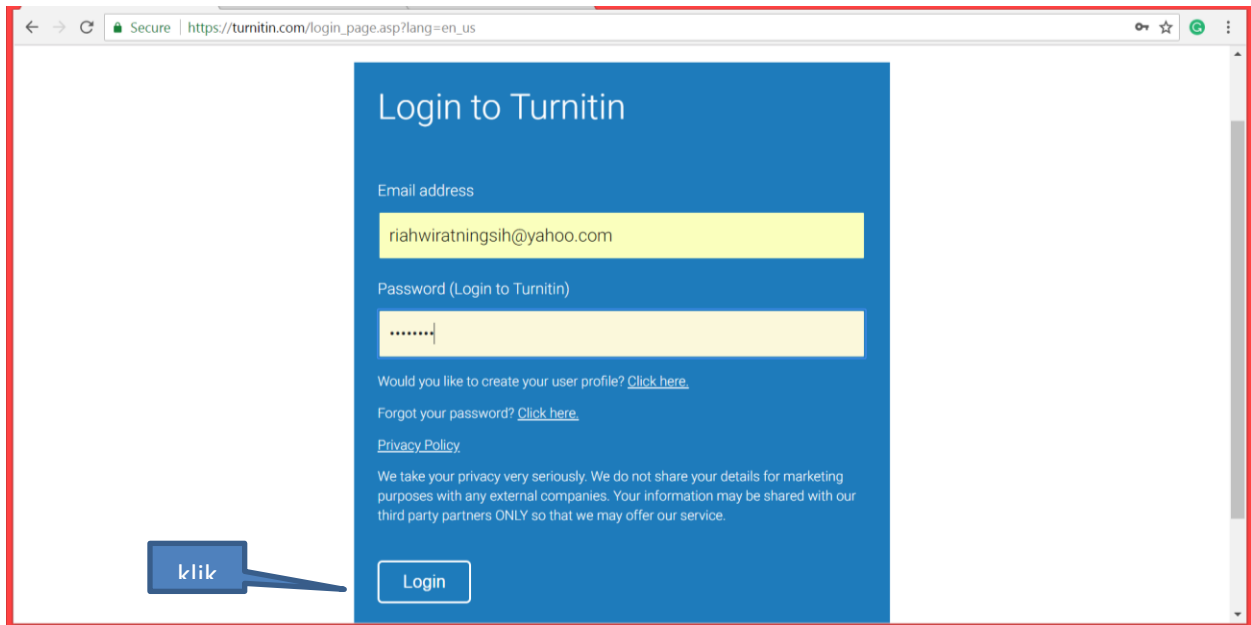 Secure | https://turnitin.com/login_page.asp?lang=en_us
Login to Turnitin
Email address
riahwiratningsih@yahoo.com
Password (Login to Turnitin)
••••••••
Would you like to create your user profile? Click here.
Forgot your password? Click here.
Privacy Policy
We take your privacy very seriously. We do not share your details for marketing
purposes with any external companies. Your information may be shared with our
third party partners ONLY so that we may offer our service.
klik
Login